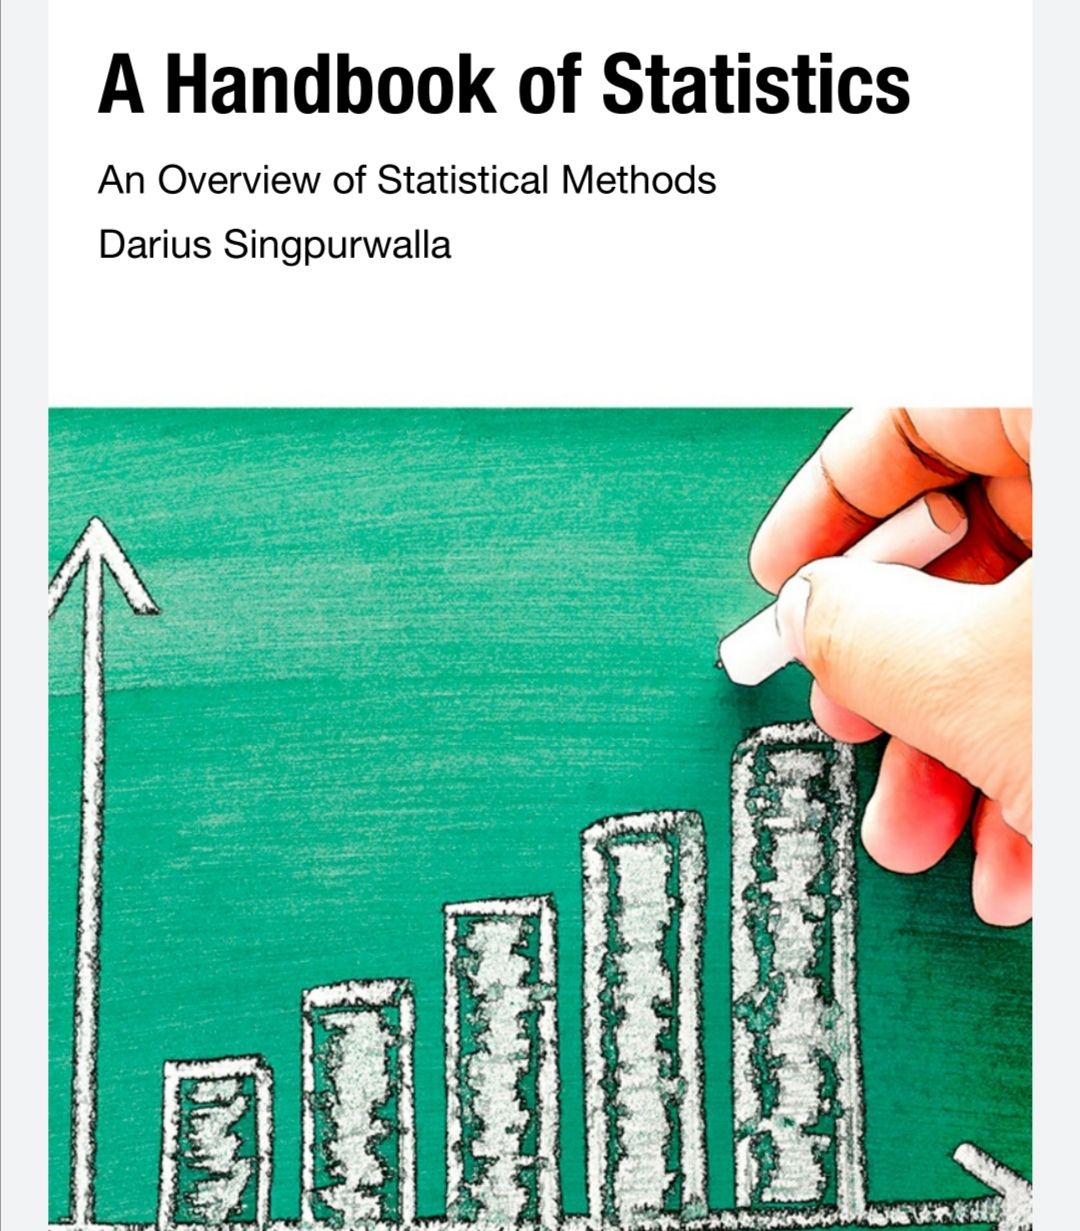 A Handbook of Statistics
An Overview of Statistical Methods
Darius Singpurwalla